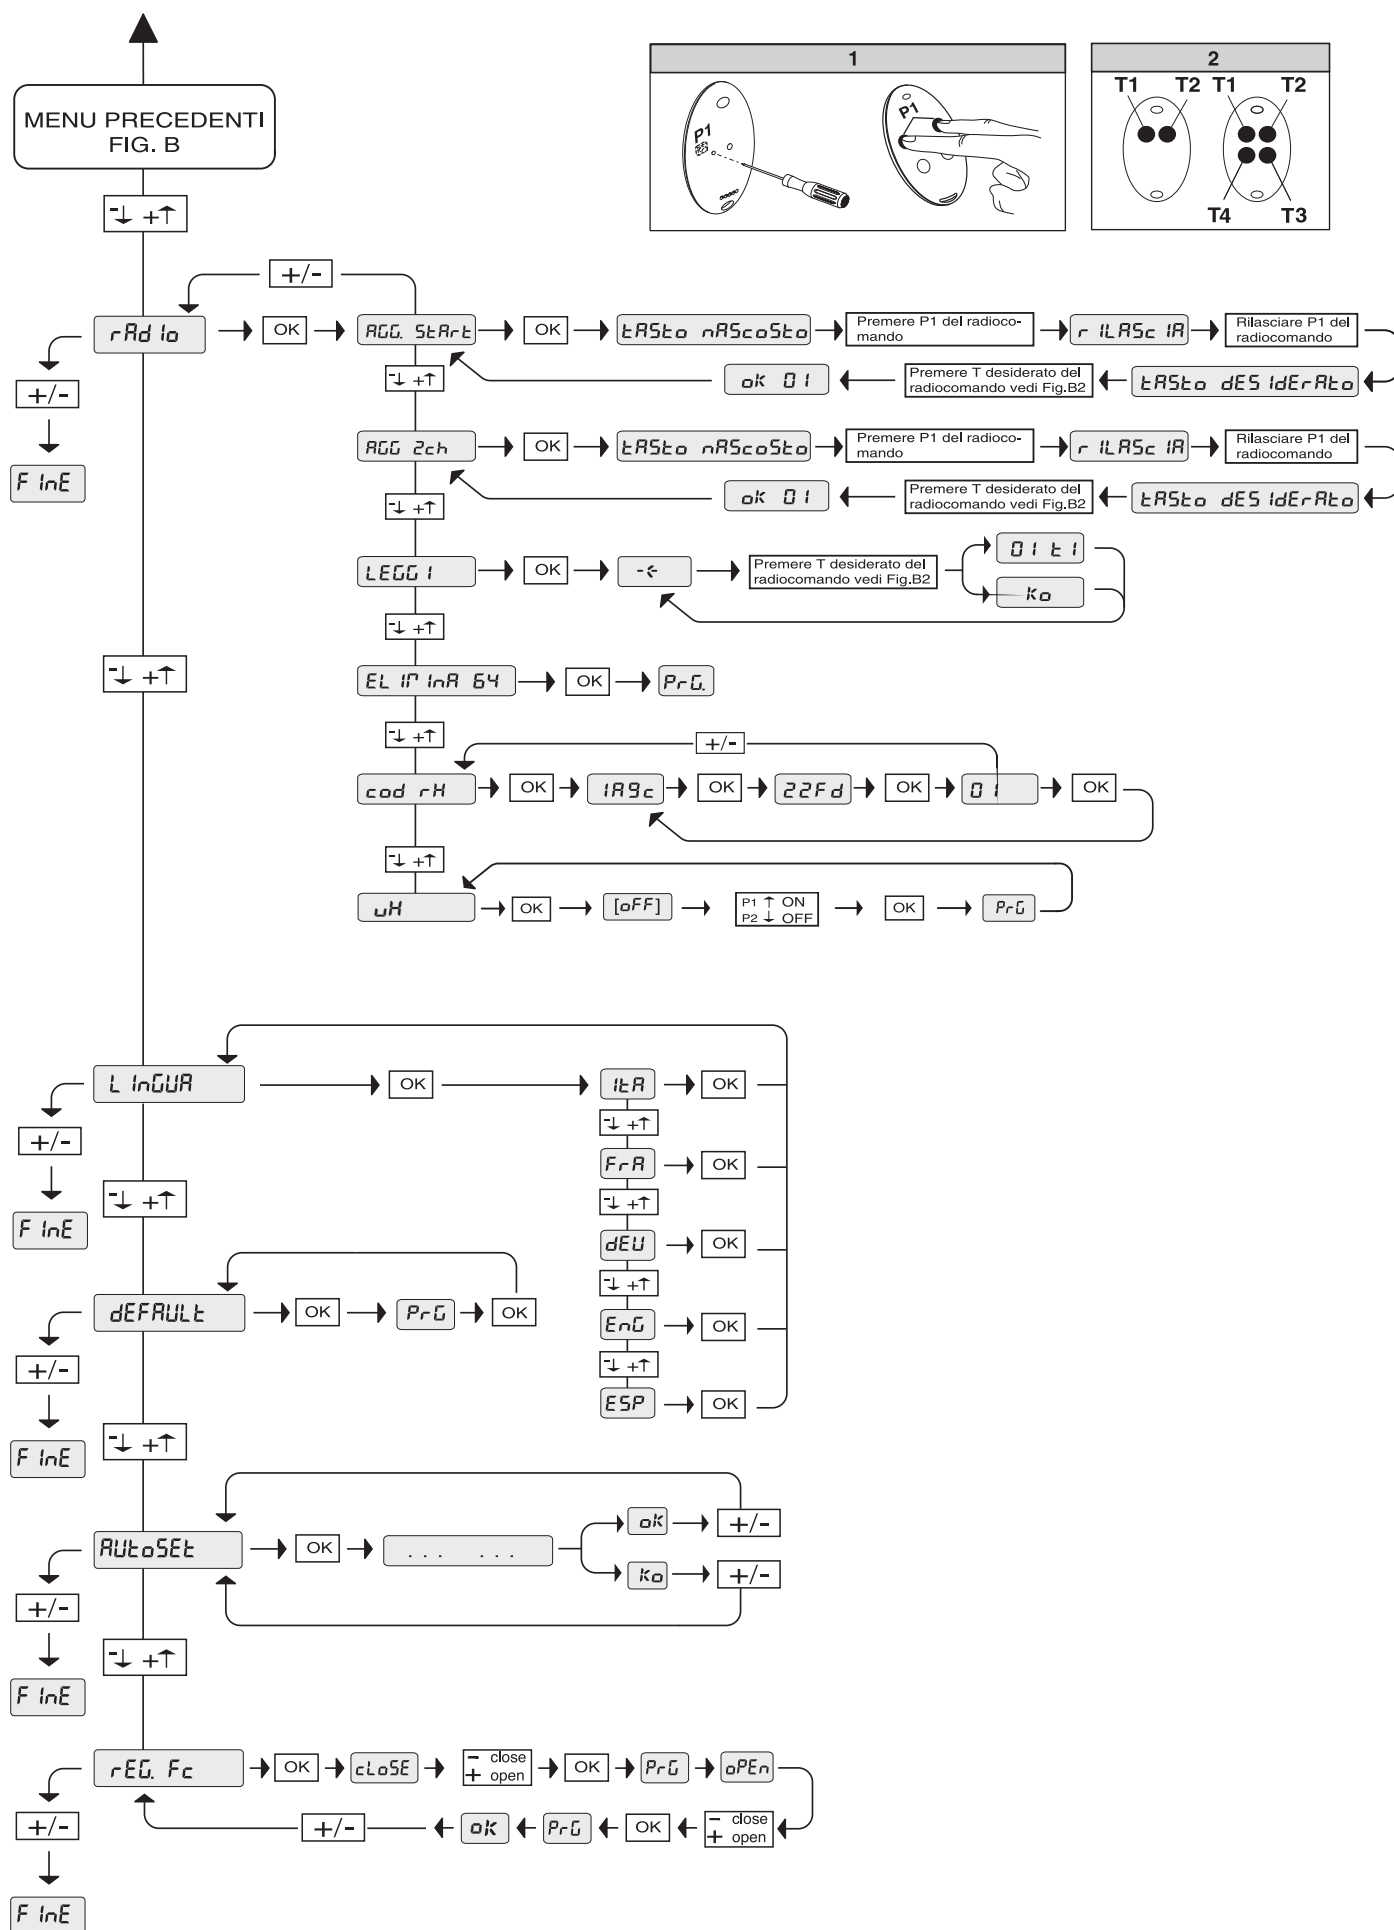 MENU PRECEDENTI
FIG. B
-↓ +↑
1
P1
P1
2
T1 T2 T1 T2
T4 T3
+/-
rAdIo
OK
AGG. StArt
OK
tASto nAScoSto
Premere P1 del radioco-
mando
rILAScIA
Rilasciare P1 del
radiocomando
tASto dESIdErAto
Premere T desiderato del
radiocomando vedi Fig.B2
oK 01
+/-
FInE
-↓ +↑
AGG 2ch
OK
tASto nAScoSto
Premere P1 del radioco-
mando
rILAScIA
Rilasciare P1 del
radiocomando
tASto dESIdErAto
Premere T desiderato del
radiocomando vedi Fig.B2
oK 01
-↓ +↑
LEGGI
OK
Premere T desiderato del
radiocomando vedi Fig.B2
01 t1
Ko
-↓ +↑
-↓ +↑
ELIMInA 64
OK
PrG.
-↓ +↑
+/-
cod rH
OK
1A9c
OK
22Fd
OK
01
OK
-↓ +↑
uH
OK
[oFF]
P1 ↑ ON
P2 ↓ OFF
OK
PrG
LInGUA
OK
ItA
OK
-↓ +↑
FrA
OK
-↓ +↑
dEU
OK
-↓ +↑
EnG
OK
-↓ +↑
ESP
OK
+/-
FInE
-↓ +↑
dEFAULt
OK
PrG
OK
+/-
FInE
-↓ +↑
AUtoSEt
OK
... ...
oK
+/-
Ko
+/-
+/-
FInE
-↓ +↑
rEG. Fc
OK
cLoSE
- close
+ open
OK
PrG
oPEn
- close
+ open
OK
PrG
oK
+/-
+/-
FInE